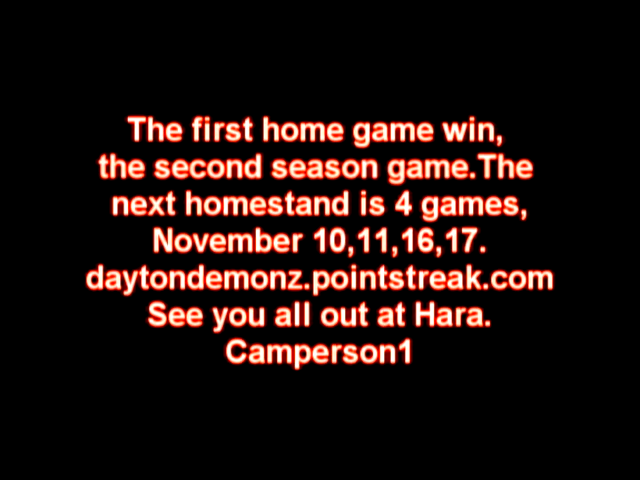 The first home game win,
the second season game.The
next homestand is 4 games,
November 10,11,16,17.
daytondemonz.pointstreak.com
See you all out at Hara.
Camperson1